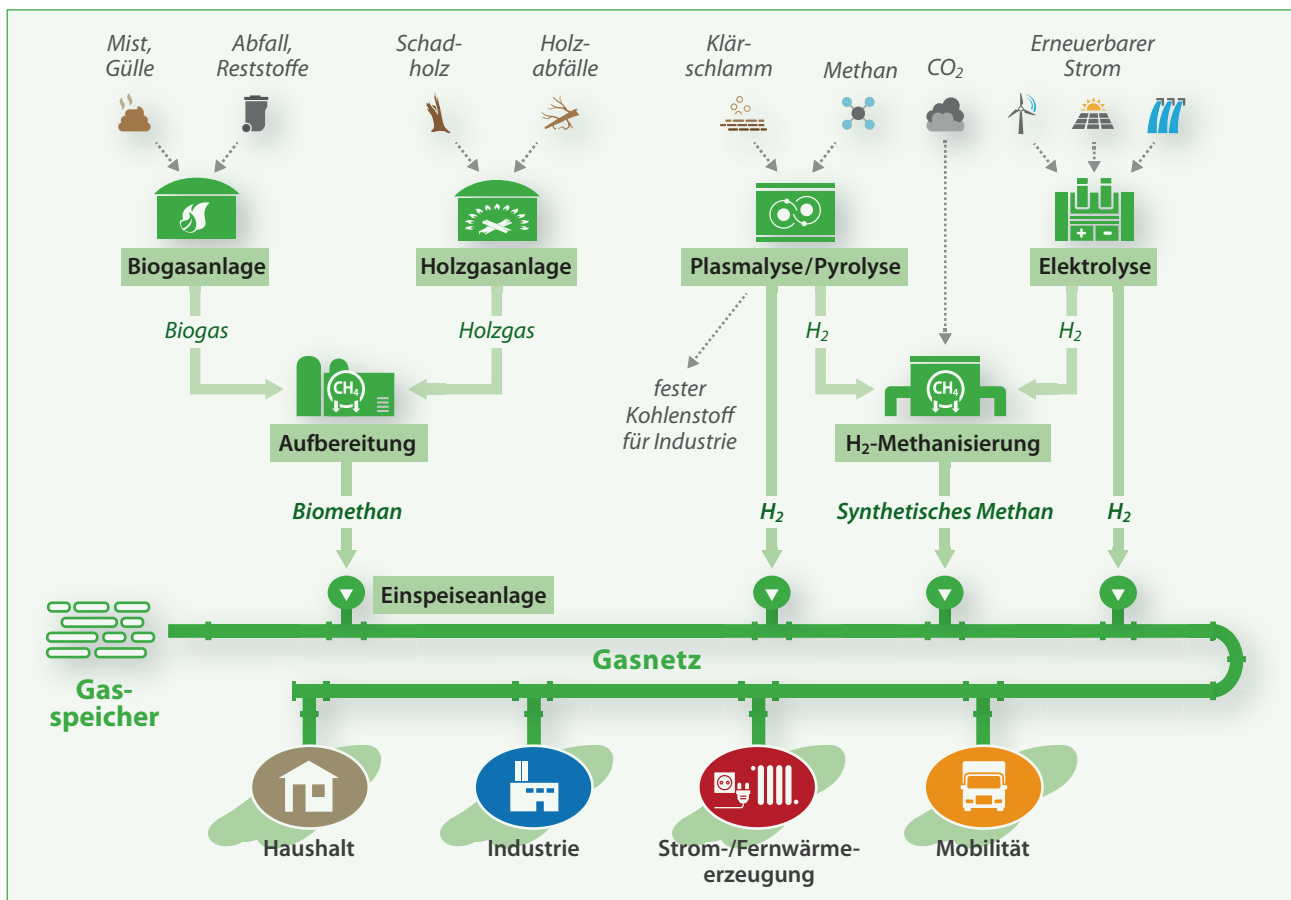 Mist,
Gülle
Abfall,
Reststoffe
Schad-
holz
Holz-
abfälle
Klär-
schlamm
Methan
CO₂
Erneuerbarer
Strom
Biogasanlage
Holzgasanlage
Plasmalyse/Pyrolyse
Elektrolyse
Biogas
Holzgas
H₂
H₂
CH₄
CH₄
fester
Kohlenstoff
für Industrie
Aufbereitung
H₂-Methanisierung
Biomethan
H₂
Synthetisches Methan
H₂
Einspeiseanlage
Gasnetz
Gas-
speicher
Haushalt
Industrie
Strom-/Fernwärme-
erzeugung
Mobilität